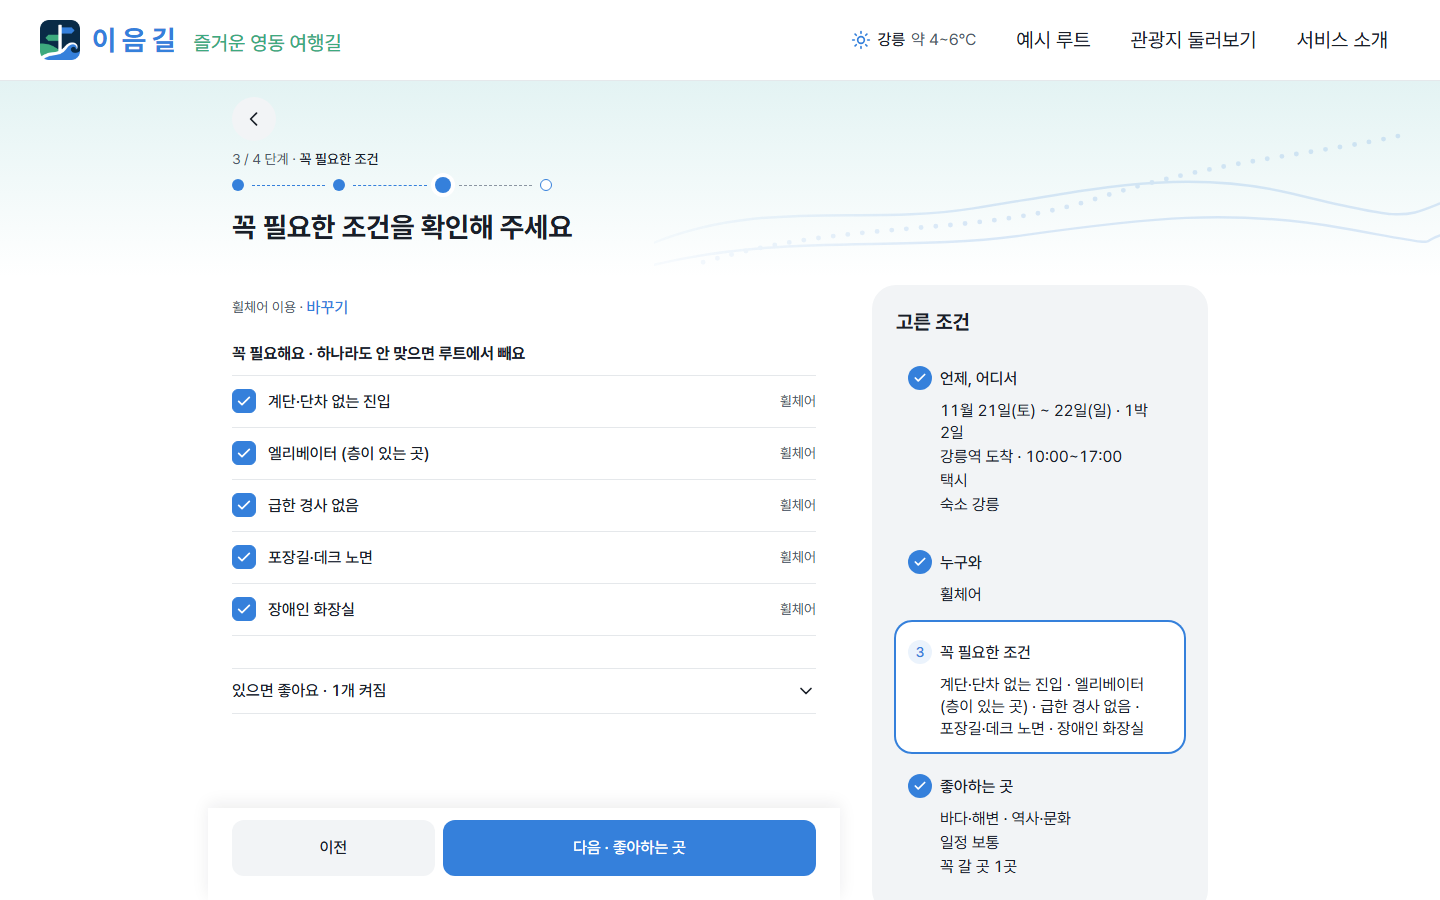 이음길 즐거운 영동 여행길
강릉 약 4~6°C
예시 루트
관광지 둘러보기
서비스 소개
3 / 4 단계 · 꼭 필요한 조건
꼭 필요한 조건을 확인해 주세요
휠체어 이용 · 바꾸기
꼭 필요해요 · 하나라도 안 맞으면 루트에서 빼요
계단·단차 없는 진입 휠체어
엘리베이터 (층이 있는 곳) 휠체어
급한 경사 없음 휠체어
포장길·데크 노면 휠체어
장애인 화장실 휠체어
있으면 좋아요 · 1개 켜짐
이전
다음 · 좋아하는 곳
고른 조건
언제, 어디서
11월 21일(토) ~ 22일(일) · 1박
2일
강릉역 도착 · 10:00~17:00
택시
숙소 강릉
누구와
휠체어
3 꼭 필요한 조건
계단·단차 없는 진입 · 엘리베이터
(층이 있는 곳) · 급한 경사 없음 ·
포장길·데크 노면 · 장애인 화장실
좋아하는 곳
바다·해변 · 역사·문화
일정 보통
꼭 갈 곳 1곳